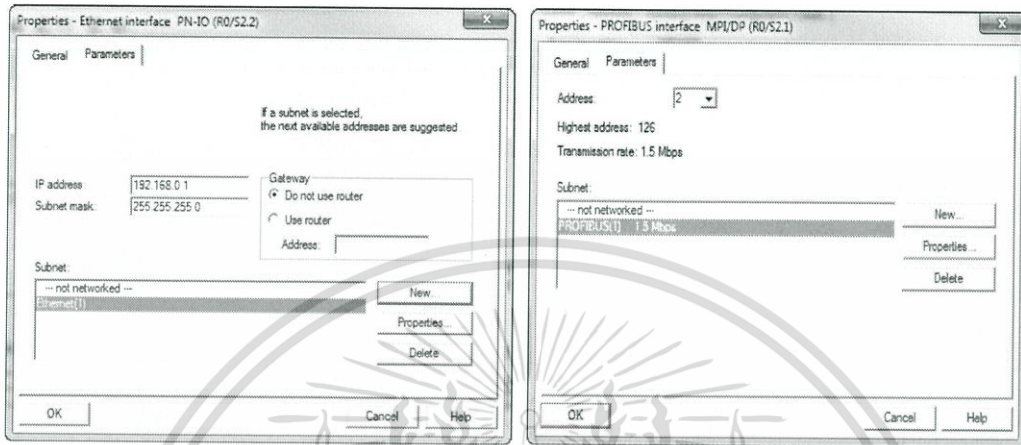 Properties - Ethernet interface PN-IO (R0/S2.2)
General Parameters
If a subnet is selected,
the next available addresses are suggested.
IP address: 192.168.0.1
Subnet mask: 255.255.255.0
Gateway
Do not use router
Use router
Address:
Subnet:
--- not networked ---
Ethernet(1)
New...
Properties...
Delete
OK Cancel Help
Properties - PROFIBUS interface MPI/DP (R0/S2.1)
General Parameters
Address: 2
Highest address: 126
Transmission rate: 1.5 Mbps
Subnet:
--- not networked ---
PROFIBUS(1) 1.5 Mbps
New...
Properties...
Delete
OK Cancel Help